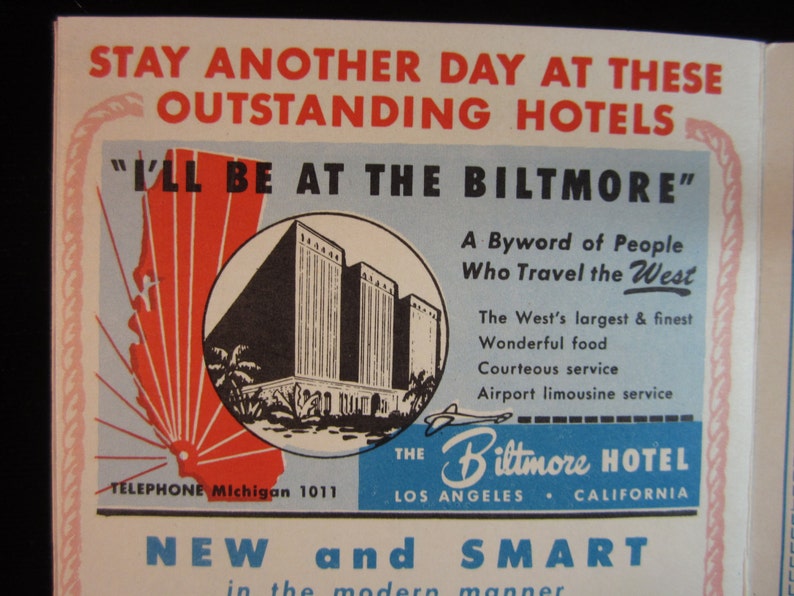 STAY ANOTHER DAY AT THESE
OUTSTANDING HOTELS
"I'LL BE AT THE BILTMORE"
A Byword of People
Who Travel the West
The West's largest & finest
Wonderful food
Courteous service
Airport limousine service
THE Biltmore HOTEL
LOS ANGELES • CALIFORNIA
TELEPHONE MIchigan 1011
NEW and SMART
in the modern manner